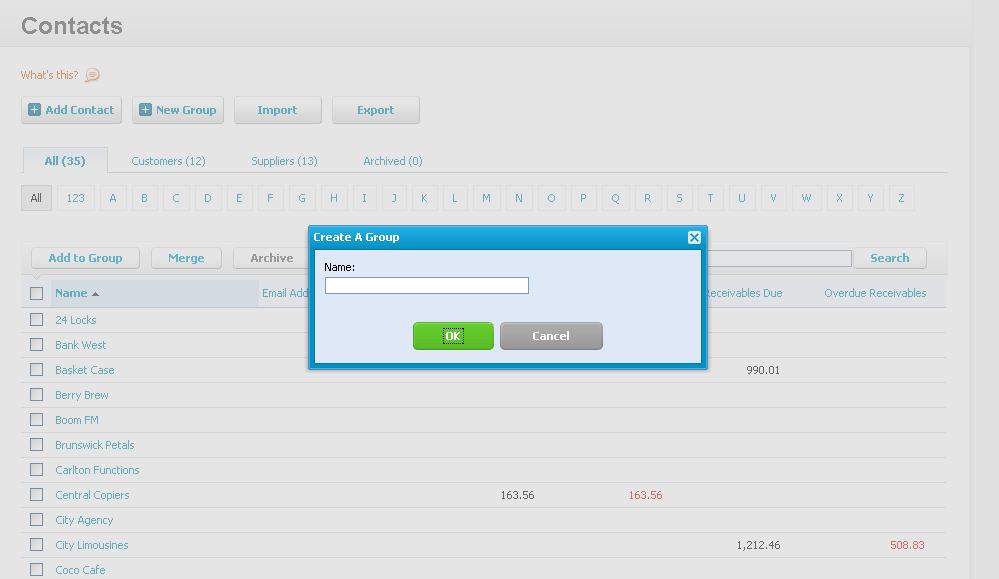 Contacts
What's this?
Add Contact New Group Import Export
All (35) Customers (12) Suppliers (13) Archived (0)
All 123 A B C D E F G H I J K L M N O P Q R S T U V W X Y Z
Create A Group
Name:
OK Cancel
Add to Group Merge Archive Search
Name Email Add Receivables Due Overdue Receivables
24 Locks
Bank West
Basket Case 990.01
Berry Brew
Boom FM
Brunswick Petals
Carlton Functions
Central Copiers 163.56 163.56
City Agency
City Limousines 1,212.46 508.83
Coco Cafe